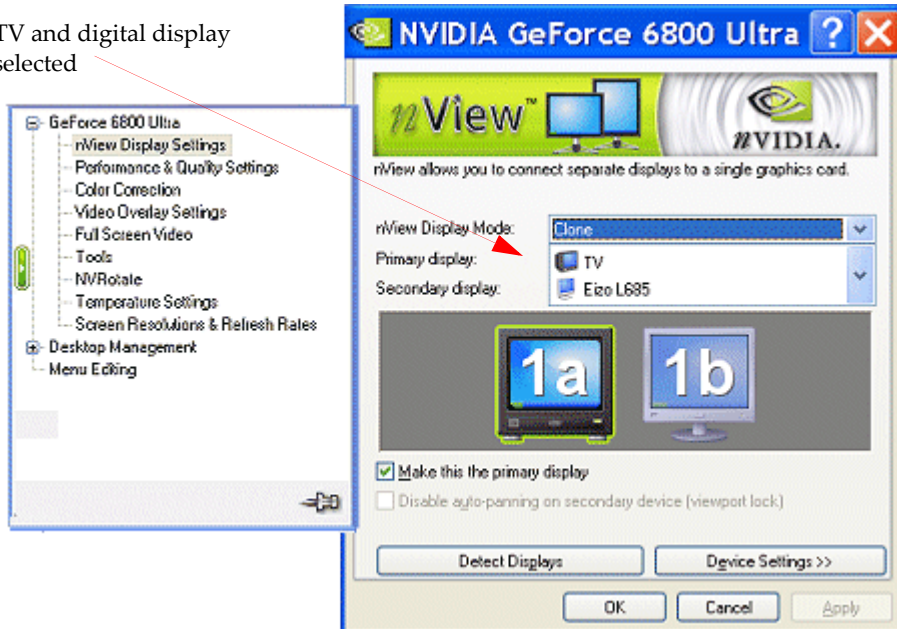 TV and digital display
selected
GeForce 6800 Ultra
nView Display Settings
Performance & Quality Settings
Color Correction
Video Overlay Settings
Full Screen Video
Tools
NVRotate
Temperature Settings
Screen Resolutions & Refresh Rates
Desktop Management
Menu Editing
NVIDIA GeForce 6800 Ultra
nView™
nVIDIA.
nView allows you to connect separate displays to a single graphics card.
nView Display Mode:
Clone
Primary display:
TV
Secondary display:
Eizo L685
1a
1b
Make this the primary display
Disable auto-panning on secondary device (viewport lock)
Detect Displays
Device Settings >>
OK
Cancel
Apply